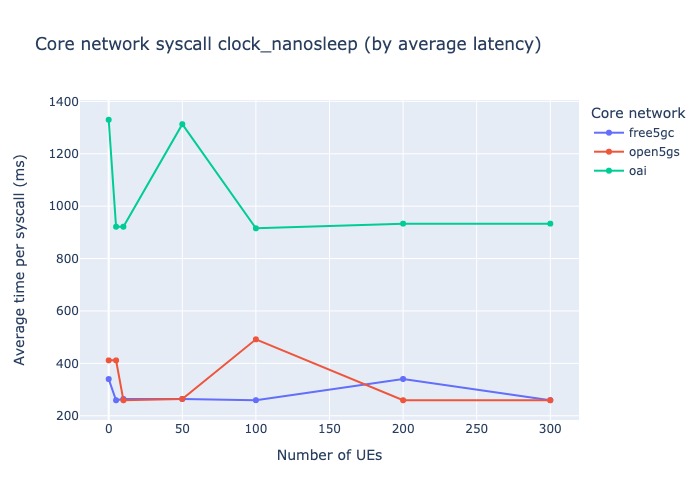 Core network syscall clock_nanosleep (by average latency)
Core network
free5gc
open5gs
oai
Average time per syscall (ms)
1400
1200
1000
800
600
400
200
0 50 100 150 200 250 300
Number of UEs